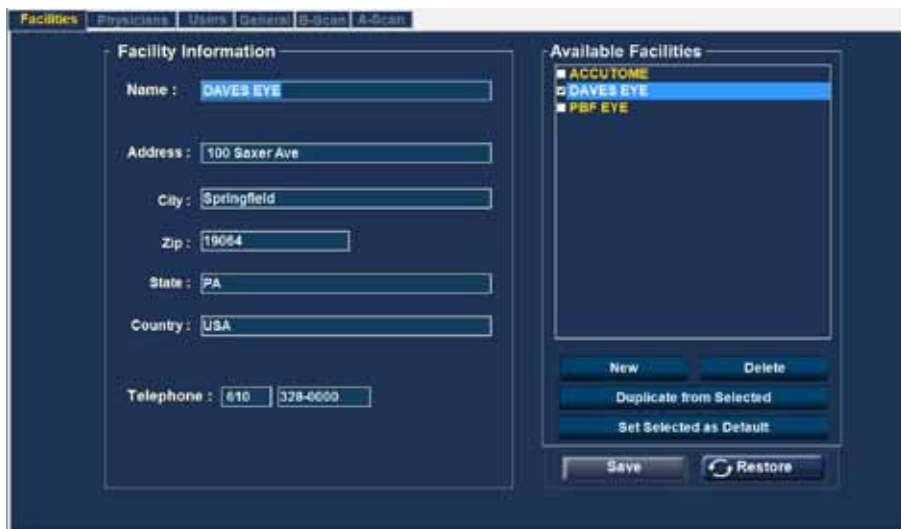 Facilities Physicians Users General B-Scan A-Scan
Facility Information
Name : DAVES EYE
Address : 100 Saxer Ave
City : Springfield
Zip : 19064
State : PA
Country : USA
Telephone : 610 328-0000
Available Facilities
ACCUTOME
DAVES EYE
PBF EYE
New Delete
Duplicate from Selected
Set Selected as Default
Save Restore